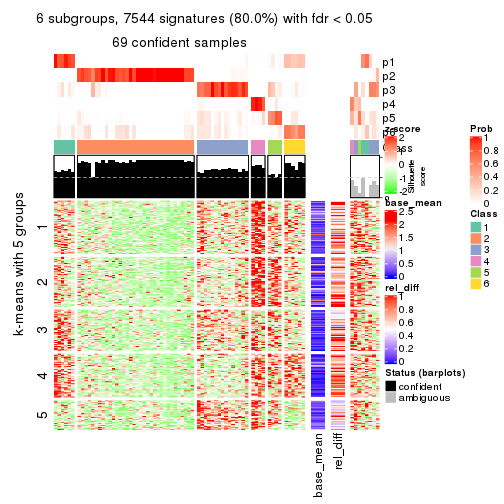 6 subgroups, 7544 signatures (80.0%) with fdr < 0.05
69 confident samples
p1
p2
p3
p4
p5
p6
Class
z-score
2
1
0
-1
-2
Silhouette
score
Prob
1
0.8
0.6
0.4
0.2
0
k-means with 5 groups
1
2
3
4
5
base_mean
2.5
2
1.5
1
0.5
0
Class
1
2
3
4
5
6
rel_diff
1
0.8
0.6
0.4
0.2
0
Status (barplots)
confident
ambiguous
base_mean
rel_diff